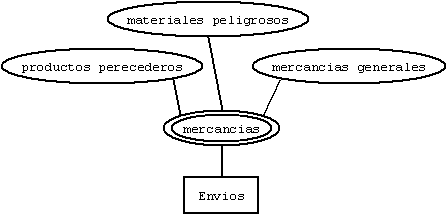 materiales peligrosos
productos perecederos
mercancias generales
mercancias
Envios